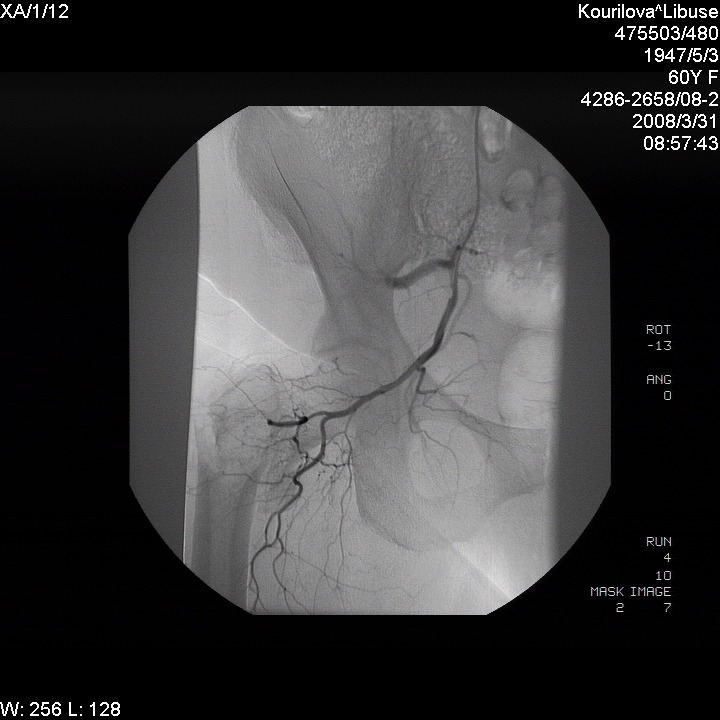 XA/1/12
Kourilova^Libuse
475503/480
1947/5/3
60Y F
4286-2658/08-2
2008/3/31
08:57:43
ROT
-13
ANG
0
RUN
4
10
MASK IMAGE
2 7
W: 256 L: 128